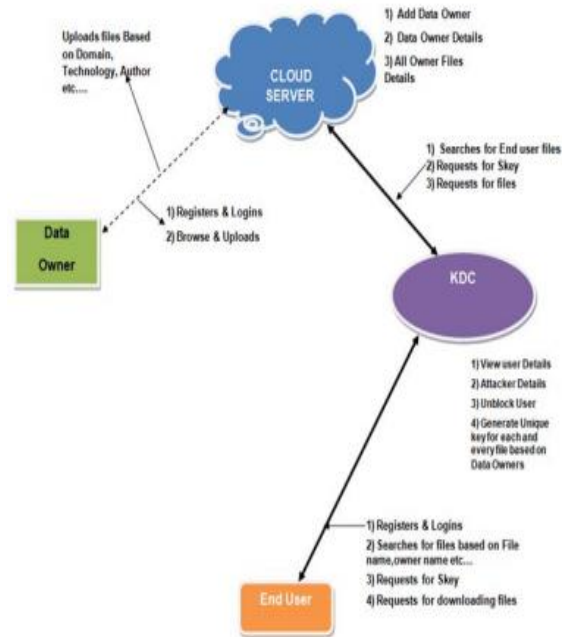 Uploads files Based
on Domain,
Technology, Author
etc....
CLOUD
SERVER
1) Add Data Owner
2) Data Owner Details
3) All Owner Files
Details
1) Searches for End user files
2) Requests for Skey
3) Requests for files
1) Registers & Logins
2) Browse & Uploads
Data
Owner
KDC
1) View user Details
2) Attacker Details
3) Unblock User
4) Generate Unique
key for each and
every file based on
Data Owners
1) Registers & Logins
2) Searches for files based on File
name,owner name etc...
3) Requests for Skey
4) Requests for downloading files
End User